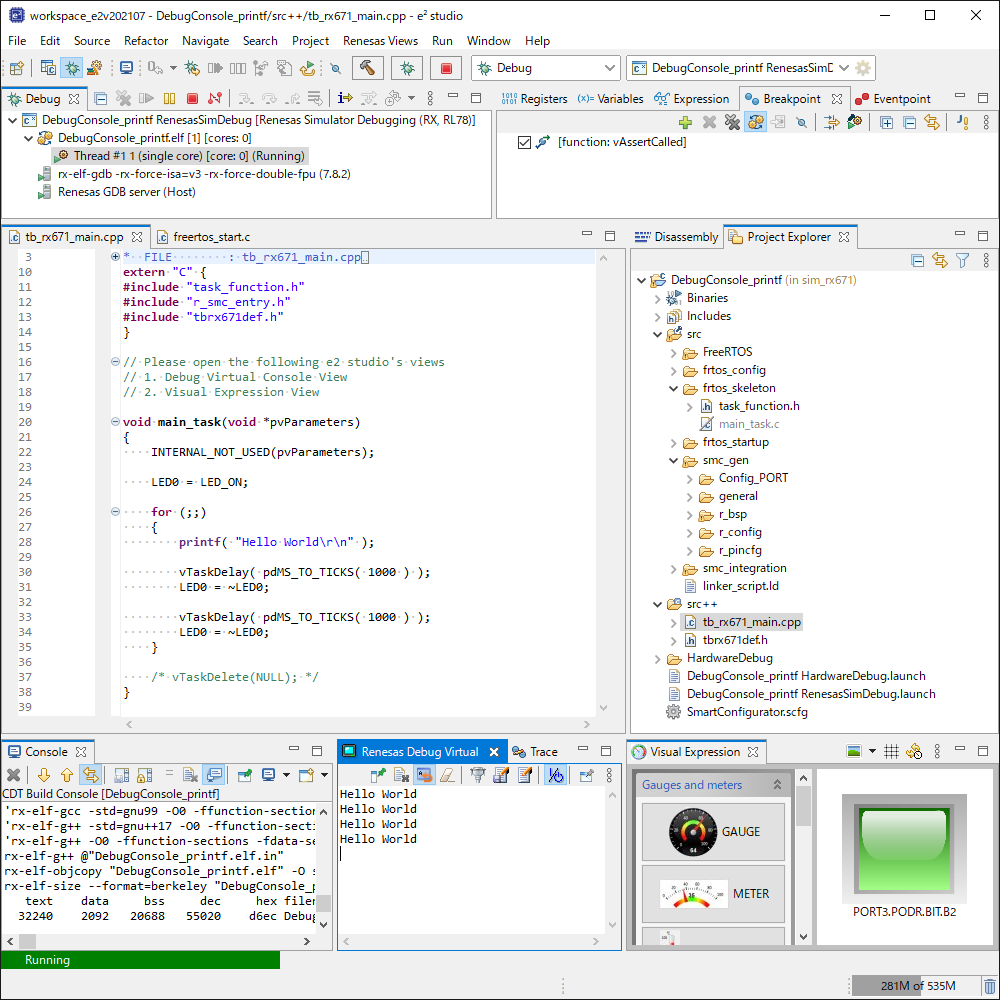 workspace_e2v202107 - DebugConsole_printf/src++/tb_rx671_main.cpp - e² studio
File Edit Source Refactor Navigate Search Project Renesas Views Run Window Help
Debug
DebugConsole_printf RenesasSimD
Debug
DebugConsole_printf RenesasSimDebug [Renesas Simulator Debugging (RX, RL78)]
DebugConsole_printf.elf [1] [cores: 0]
Thread #1 1 (single core) [core: 0] (Running)
rx-elf-gdb -rx-force-isa=v3 -rx-force-double-fpu (7.8.2)
Renesas GDB server (Host)
Registers (x)= Variables Expression Breakpoint Eventpoint
[function: vAssertCalled]
tb_rx671_main.cpp freertos_start.c
3 * FILE : tb_rx671_main.cpp
10 extern "C" {
11 #include "task_function.h"
12 #include "r_smc_entry.h"
13 #include "tbrx671def.h"
14 }
15
16 // Please open the following e2 studio's views
17 // 1. Debug Virtual Console View
18 // 2. Visual Expression View
19
20 void main_task(void *pvParameters)
21 {
22 INTERNAL_NOT_USED(pvParameters);
23
24 LED0 = LED_ON;
25
26 for (;;)
27 {
28 printf( "Hello World\r\n" );
29
30 vTaskDelay( pdMS_TO_TICKS( 1000 ) );
31 LED0 = ~LED0;
32
33 vTaskDelay( pdMS_TO_TICKS( 1000 ) );
34 LED0 = ~LED0;
35 }
36
37 /* vTaskDelete(NULL); */
38 }
39
Disassembly Project Explorer
DebugConsole_printf (in sim_rx671)
Binaries
Includes
src
FreeRTOS
frtos_config
frtos_skeleton
task_function.h
main_task.c
frtos_startup
smc_gen
Config_PORT
general
r_bsp
r_config
r_pincfg
smc_integration
linker_script.ld
src++
tb_rx671_main.cpp
tbrx671def.h
HardwareDebug
DebugConsole_printf HardwareDebug.launch
DebugConsole_printf RenesasSimDebug.launch
SmartConfigurator.scfg
Console
CDT Build Console [DebugConsole_printf]
'rx-elf-gcc -std=gnu99 -O0 -ffunction-section
'rx-elf-g++ -std=gnu++17 -O0 -ffunction-secti
'rx-elf-g++ -O0 -ffunction-sections -fdata-se
rx-elf-g++ @"DebugConsole_printf.elf.in"
rx-elf-objcopy "DebugConsole_printf.elf" -O s
rx-elf-size --format=berkeley "DebugConsole_p
text data bss dec hex filen
32240 2092 20688 55020 d6ec Debug
Renesas Debug Virtual Trace
Hello World
Hello World
Hello World
Hello World
Visual Expression
Gauges and meters
GAUGE
64
METER
36
PORT3.PODR.BIT.B2
Running
281M of 535M